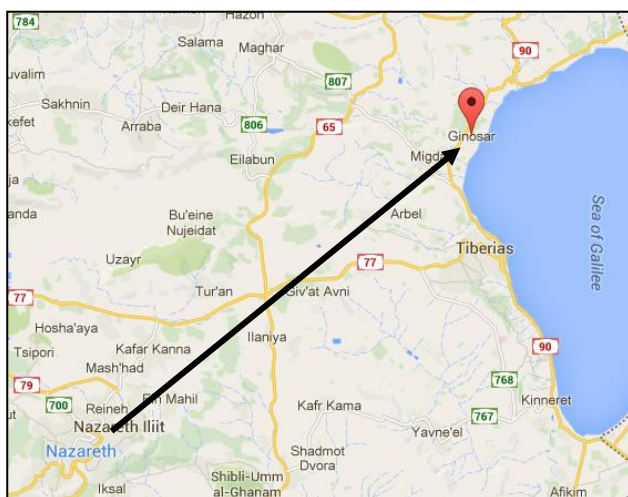 784
Hazon
Salama
Maghar
90
uvalim
807
Sakhnin
Deir Hana
kefet
Arraba
806
65
Ginosar
Eilabun
Migda
ja
anda
Bu'eine
Nujeidat
Arbel
Sea of Galilee
Uzayr
Tiberias
77
77
Tur'an
Giv'at Avni
Hosha'aya
Ilaniya
Tsipori
Kafar Kanna
90
Mash'had
79
768
700
Reineh
Ein Mahil
Kafr Kama
767
Kinneret
Nazareth Iliit
Yavne'el
Nazareth
Shadmot
Dvora
Iksal
Shibli-Umm
al-Ghanam
Afikim